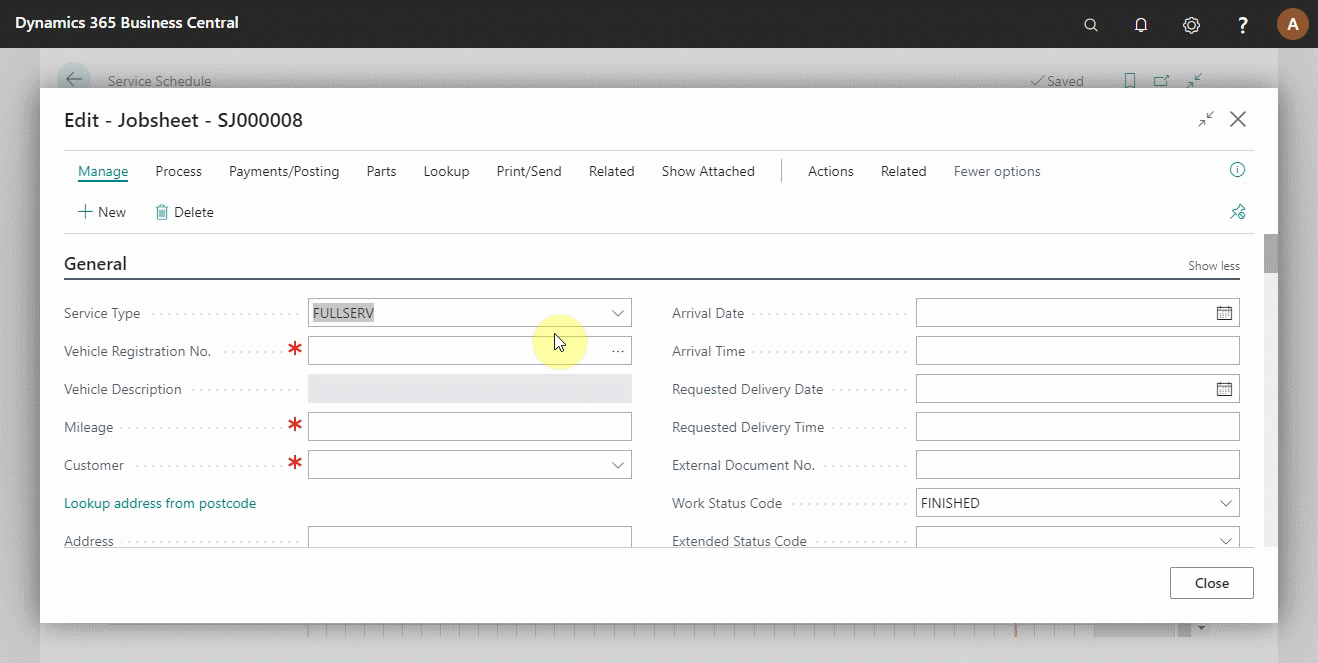 Dynamics 365 Business Central
?
A
Service Schedule
Saved
Edit - Jobsheet - SJ000008
Manage Process Payments/Posting Parts Lookup Print/Send Related Show Attached Actions Related Fewer options
New Delete
General
Show less
Service Type FULLSERV
Arrival Date
Vehicle Registration No.
Arrival Time
Vehicle Description
Requested Delivery Date
Mileage
Requested Delivery Time
Customer
External Document No.
Lookup address from postcode
Work Status Code FINISHED
Address
Extended Status Code
Close